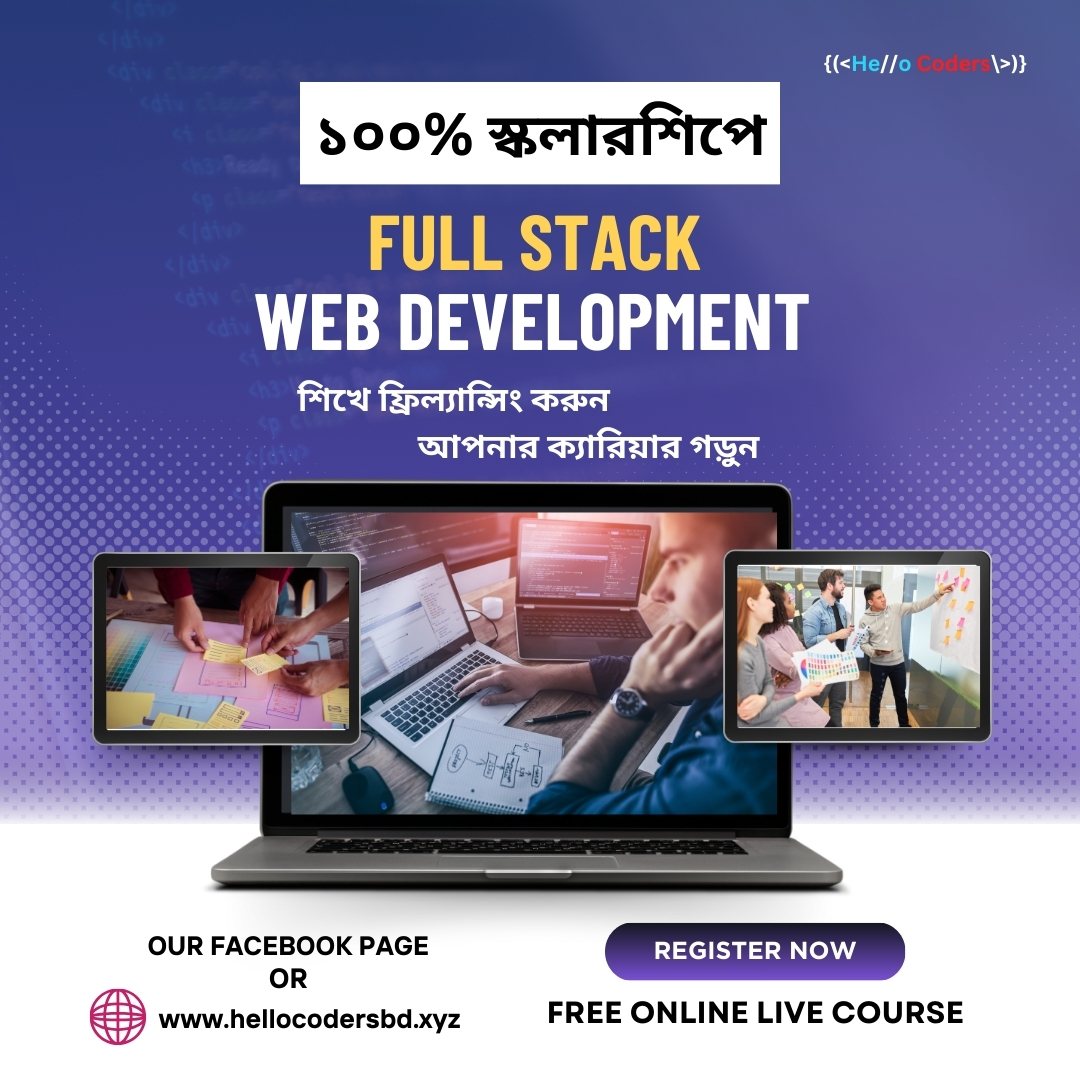 {(<He//o Coders\>)}
১০০% স্কলারশিপে
FULL STACK
WEB DEVELOPMENT
শিখে ফ্রিল্যান্সিং করুন
আপনার ক্যারিয়ার গড়ুন
OUR FACEBOOK PAGE
OR
www.hellocodersbd.xyz
REGISTER NOW
FREE ONLINE LIVE COURSE